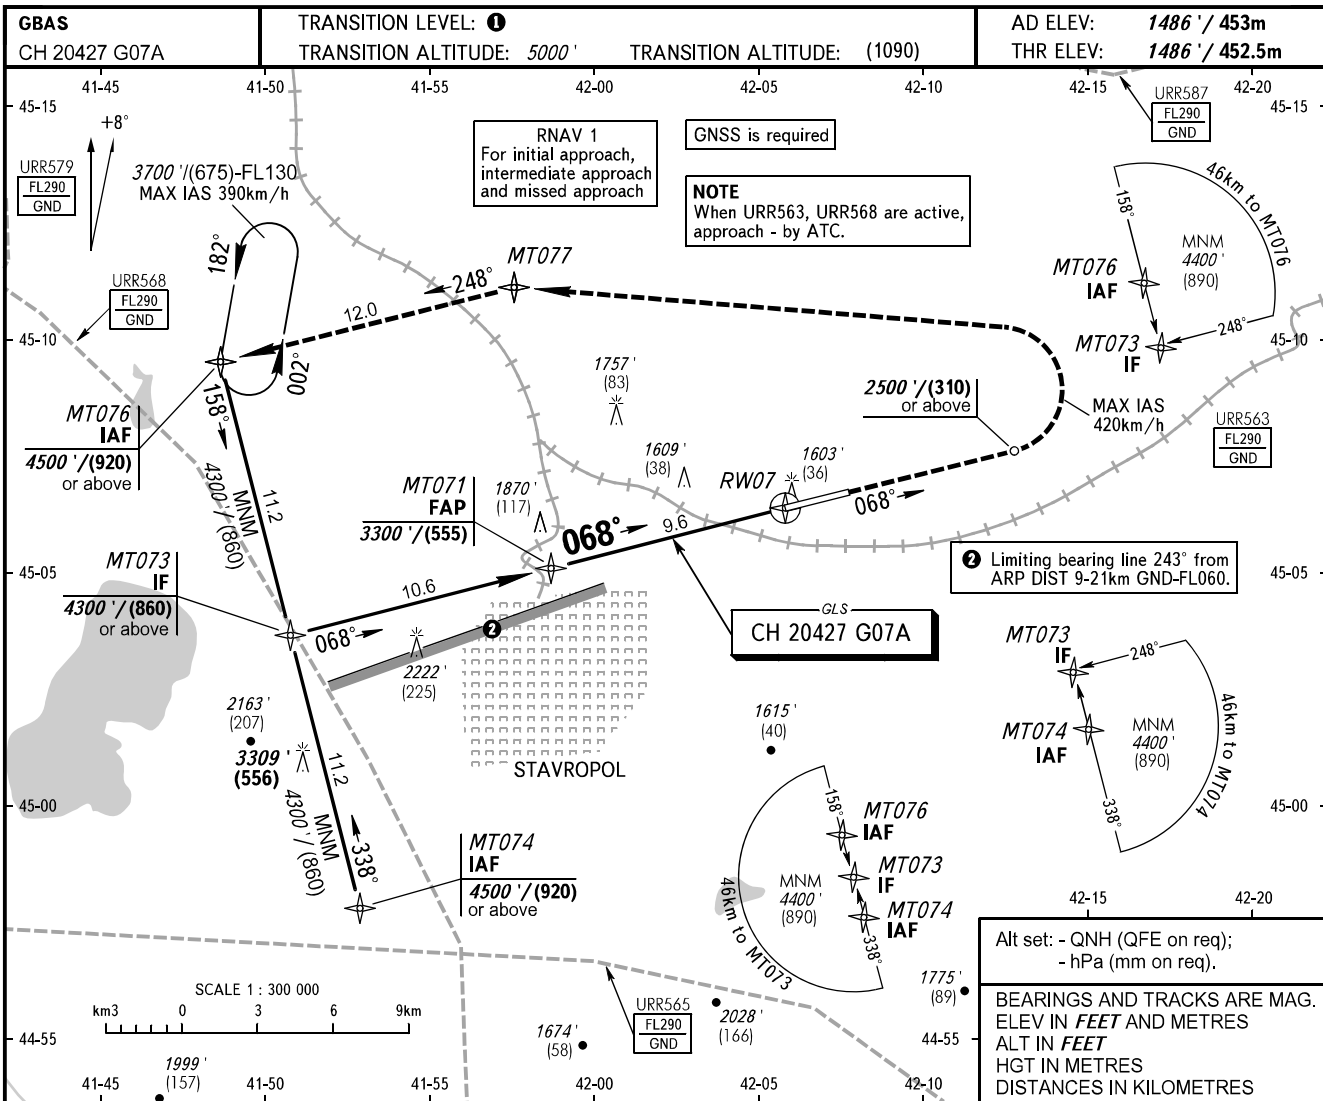 GBAS
CH 20427 G07A
TRANSITION LEVEL: ❶
TRANSITION ALTITUDE: 5000 ' TRANSITION ALTITUDE: (1090)
AD ELEV: 1486 '/ 453m
THR ELEV: 1486 '/ 452.5m
41-45 41-50 41-55 42-00 42-05 42-10 42-15 42-20
45-15 45-15
+8°
URR579
FL290
GND
3700 '/(675)-FL130
MAX IAS 390km/h
RNAV 1
For initial approach,
intermediate approach
and missed approach
GNSS is required
NOTE
When URR563, URR568 are active,
approach - by ATC.
URR587
FL290
GND
158°
46km to MT076
MNM
4400 '
(890)
MT076
IAF
248°
MT073
IF
182°
002°
MT077
248°
12.0
URR568
FL290
GND
45-10 45-10
1757 '
(83)
2500 '/(310)
or above
MAX IAS
420km/h
URR563
FL290
GND
MT076
IAF
4500 '/(920)
or above
158°
11.2
MNM
4300 ' / (860)
1609 '
(38)
1603 '
(36)
RW07
068°
MT071
FAP
3300 '/(555)
1870 '
(117)
068°
9.6
MT073
IF
4300 '/(860)
or above
10.6
068°
❷
❷ Limiting bearing line 243° from
ARP DIST 9-21km GND-FL060.
45-05 45-05
GLS
CH 20427 G07A
2222 '
(225)
2163 '
(207)
3309 '
(556)
11.2
MNM
4300 ' / (860)
338°
STAVROPOL
1615 '
(40)
MT073
IF
248°
46km to MT074
MNM
4400 '
(890)
MT074
IAF
338°
45-00 45-00
MT074
IAF
4500 '/(920)
or above
158°
MT076
IAF
MT073
IF
MT074
IAF
MNM
4400 '
(890)
46km to MT073
338°
42-15 42-20
1775 '
(89)
SCALE 1 : 300 000
km3 0 3 6 9km
URR565
FL290
GND
2028 '
(166)
1674 '
(58)
1999 '
(157)
44-55 44-55
41-45 41-50 41-55 42-00 42-05 42-10
Alt set: - QNH (QFE on req);
- hPa (mm on req).
BEARINGS AND TRACKS ARE MAG.
ELEV IN FEET AND METRES
ALT IN FEET
HGT IN METRES
DISTANCES IN KILOMETRES